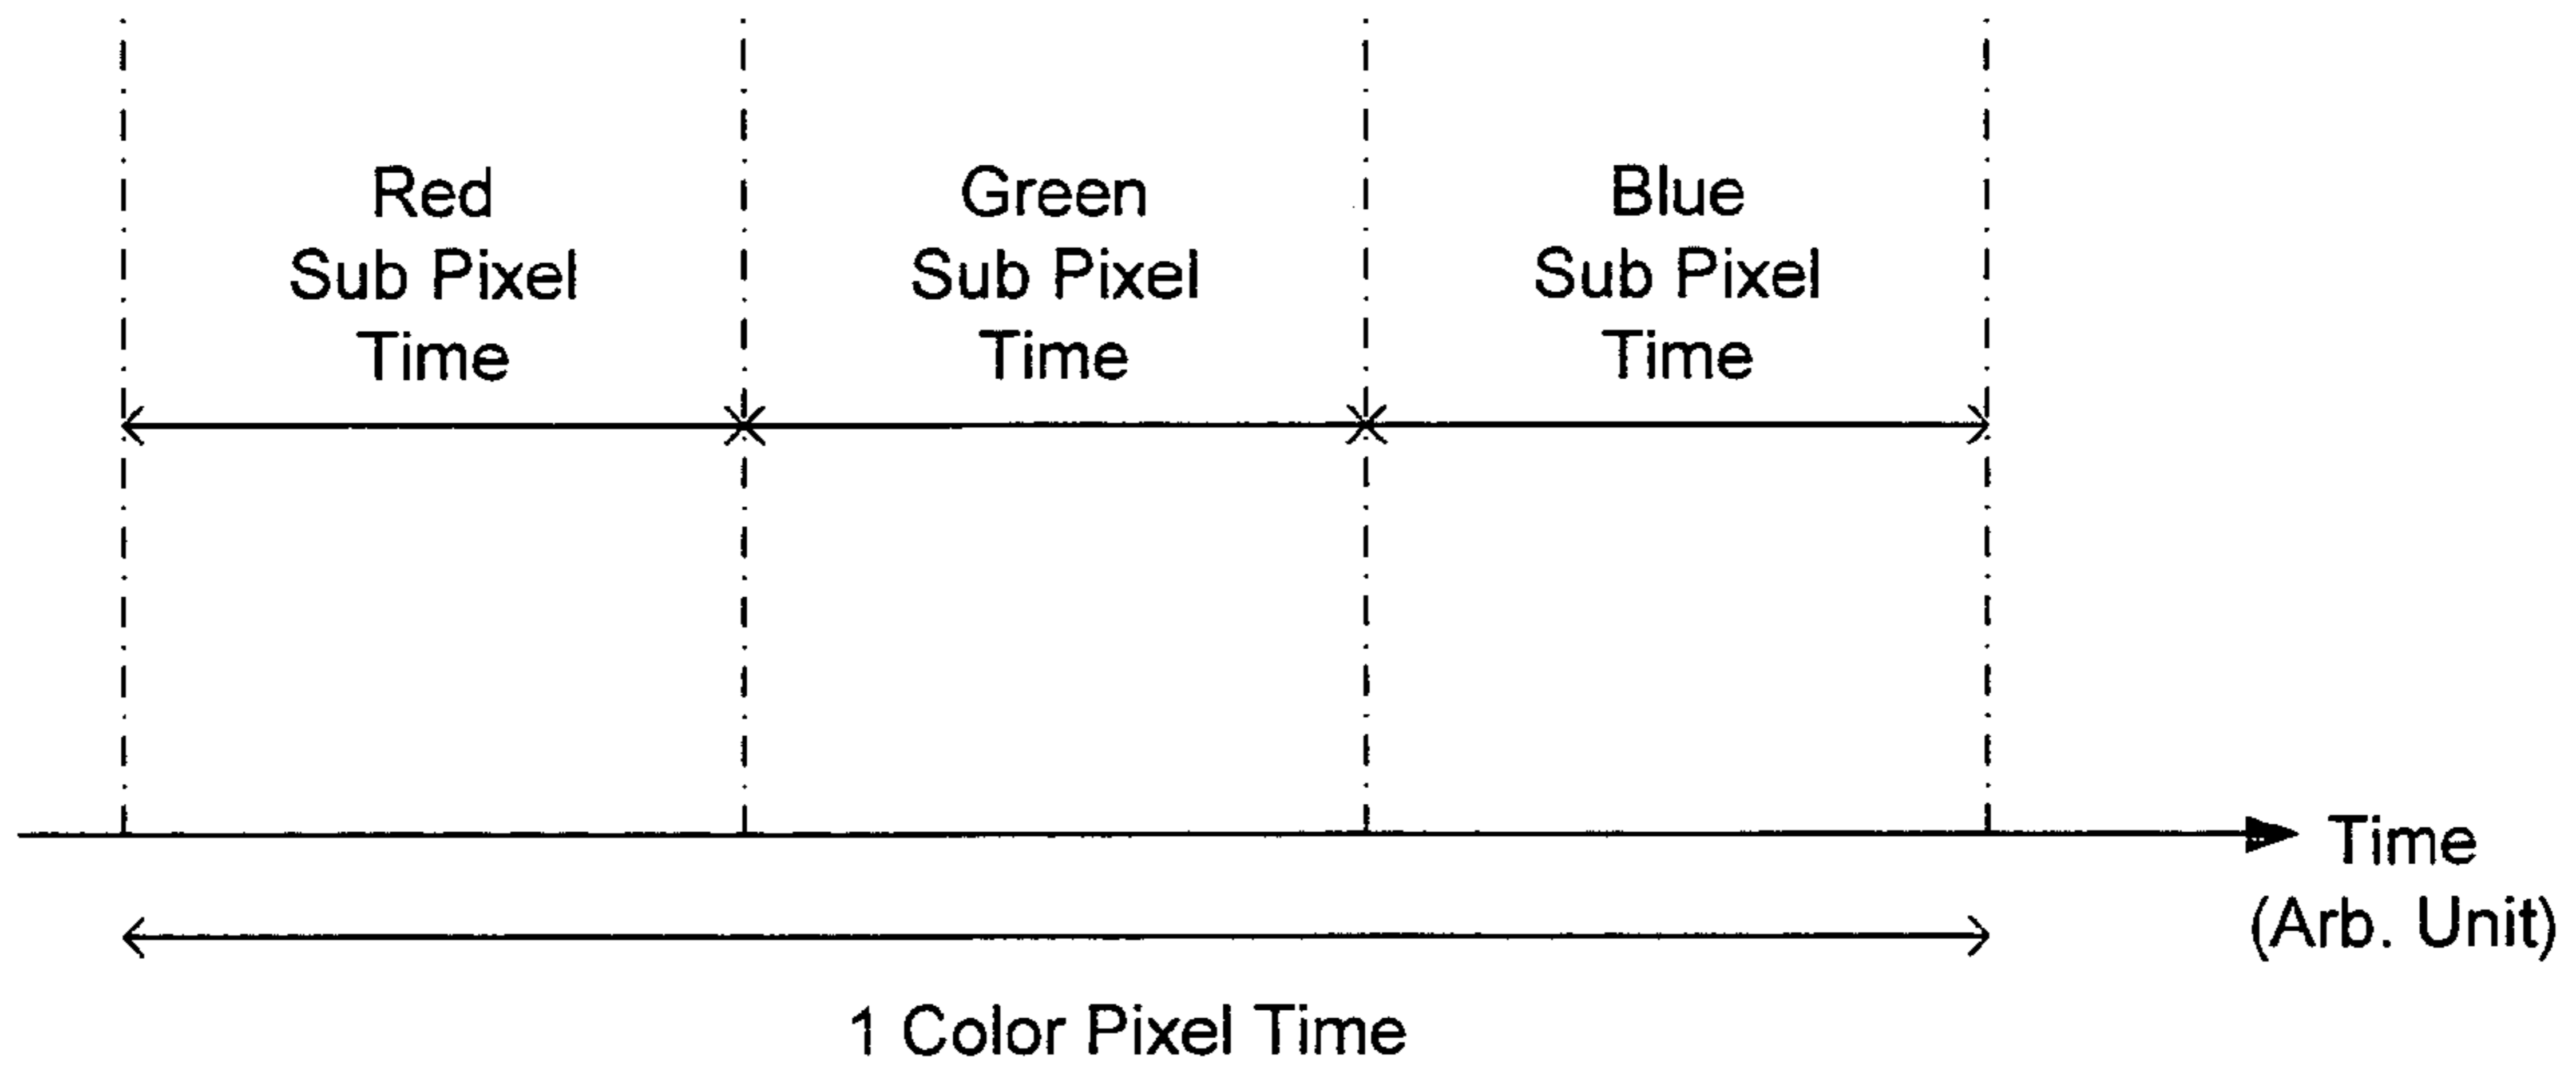 Red
Sub Pixel
Time
Green
Sub Pixel
Time
Blue
Sub Pixel
Time
Time
(Arb. Unit)
1 Color Pixel Time